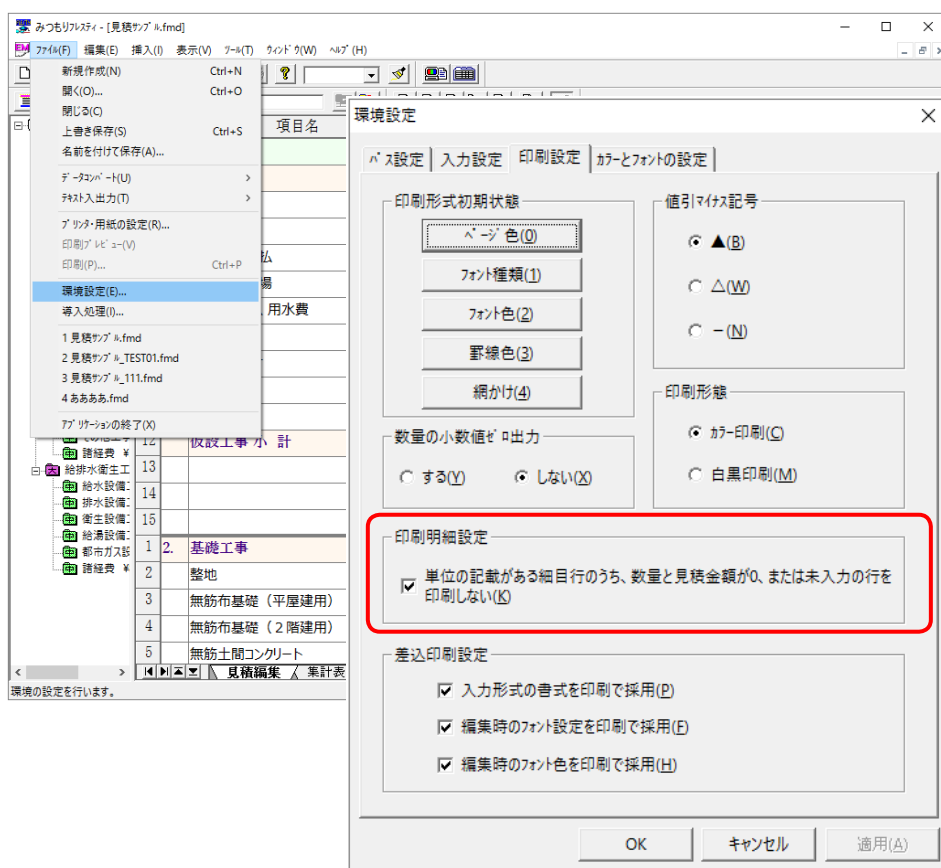 みつもりフレスティ - [見積ｻﾝﾌﾟﾙ.fmd]
ﾌｧｲﾙ(F) 編集(E) 挿入(I) 表示(V) ﾂｰﾙ(T) ｳｨﾝﾄﾞｳ(W) ﾍﾙﾌﾟ(H)
新規作成(N) Ctrl+N
開く(O)... Ctrl+O
閉じる(C)
上書き保存(S) Ctrl+S
名前を付けて保存(A)...
ﾃﾞｰﾀｺﾝﾊﾞｰﾄ(U)
ﾃｷｽﾄ入出力(T)
ﾌﾟﾘﾝﾀ･用紙の設定(R)...
印刷ﾌﾟﾚﾋﾞｭｰ(V)
印刷(P)... Ctrl+P
環境設定(E)...
導入処理(I)...
1 見積ｻﾝﾌﾟﾙ.fmd
2 見積ｻﾝﾌﾟﾙ_TEST01.fmd
3 見積ｻﾝﾌﾟﾙ_111.fmd
4 ああああ.fmd
ｱﾌﾟﾘｹｰｼｮﾝの終了(X)
項目名
払
場
用水費
諸経費 ¥
給排水衛生工
給水設備
排水設備
衛生設備
給湯設備
都市ガス設
諸経費 ¥
12 仮設工事 小 計
13
14
15
1 2. 基礎工事
2 整地
3 無筋布基礎（平屋建用）
4 無筋布基礎（２階建用）
5 無筋土間コンクリート
見積編集 集計表
環境の設定を行います。
環境設定
ﾊﾟｽ設定 入力設定 印刷設定 ｶﾗｰとﾌｫﾝﾄの設定
印刷形式初期状態
ﾍﾟｰｼﾞ色(0)
ﾌｫﾝﾄ種類(1)
ﾌｫﾝﾄ色(2)
罫線色(3)
網かけ(4)
数量の小数値ｾﾞﾛ出力
する(Y) しない(X)
値引ﾏｲﾅｽ記号
▲(B)
△(W)
－(N)
印刷形態
ｶﾗｰ印刷(C)
白黒印刷(M)
印刷明細設定
単位の記載がある細目行のうち、数量と見積金額が0、または未入力の行を
印刷しない(K)
差込印刷設定
入力形式の書式を印刷で採用(P)
編集時のﾌｫﾝﾄ設定を印刷で採用(F)
編集時のﾌｫﾝﾄ色を印刷で採用(H)
OK キャンセル 適用(A)